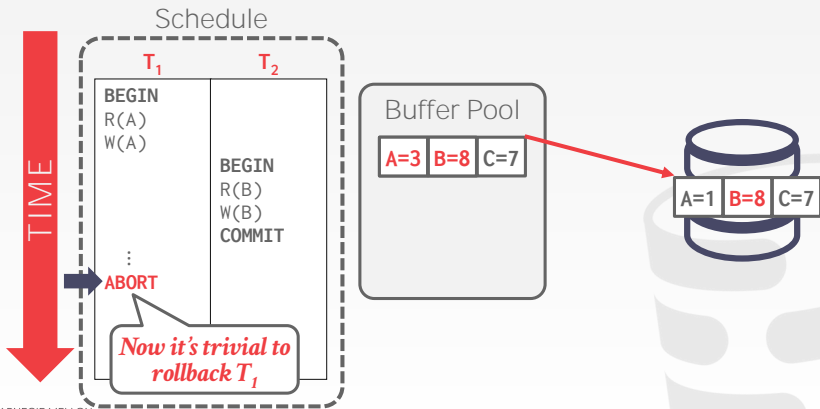 Schedule
TIME
T1
T2
BEGIN
R(A)
W(A)
BEGIN
R(B)
W(B)
COMMIT
⋮
ABORT
Now it's trivial to
rollback T1
Buffer Pool
A=3 B=8 C=7
A=1 B=8 C=7